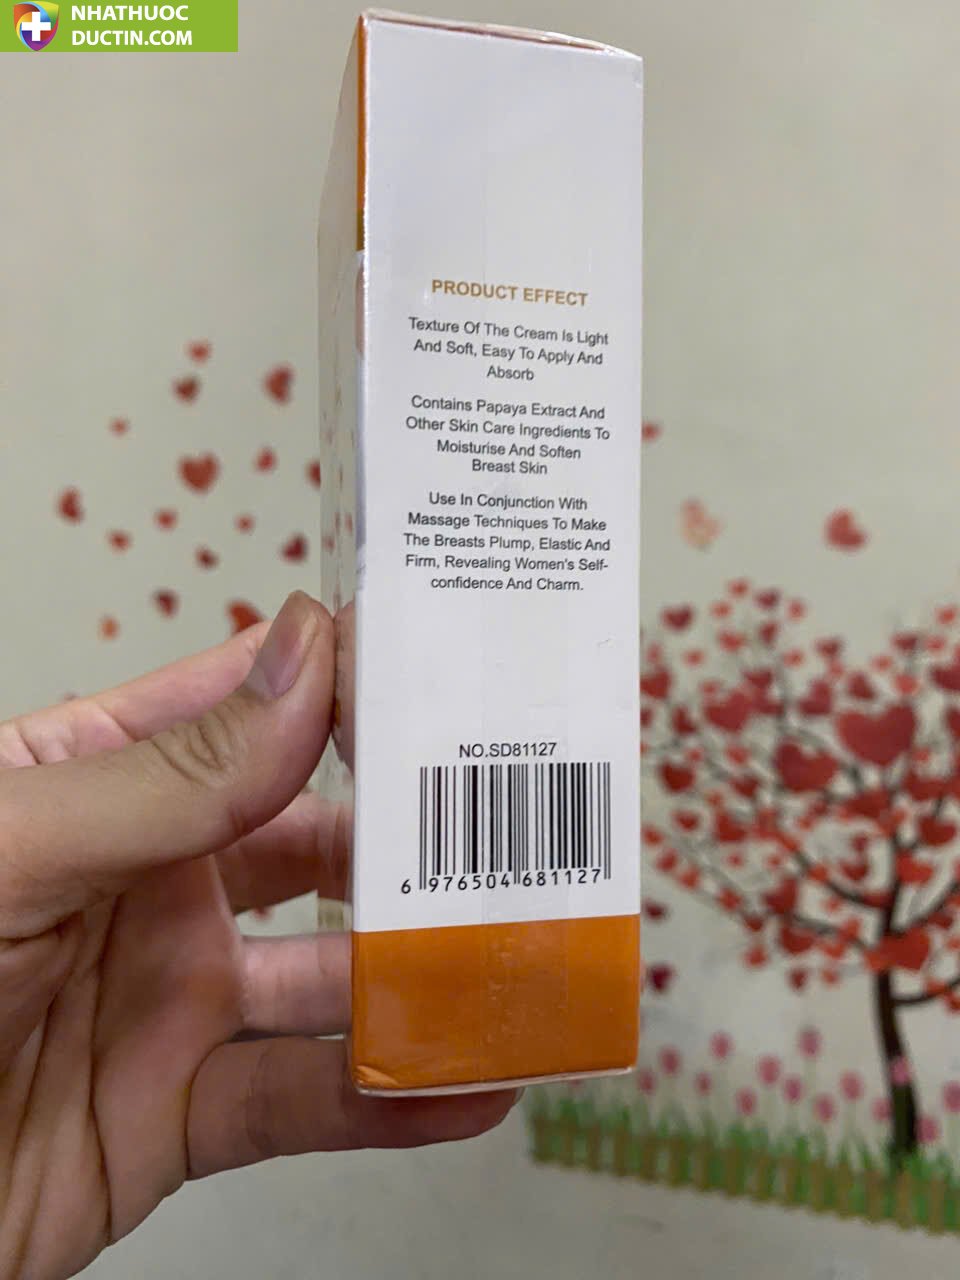 NHATHUOC
DUCTIN.COM
PRODUCT EFFECT
Texture Of The Cream Is Light
And Soft, Easy To Apply And
Absorb
Contains Papaya Extract And
Other Skin Care Ingredients To
Moisturise And Soften
Breast Skin
Use In Conjunction With
Massage Techniques To Make
The Breasts Plump, Elastic And
Firm, Revealing Women's Self-
confidence And Charm.
NO.SD81127
6 976504 681127